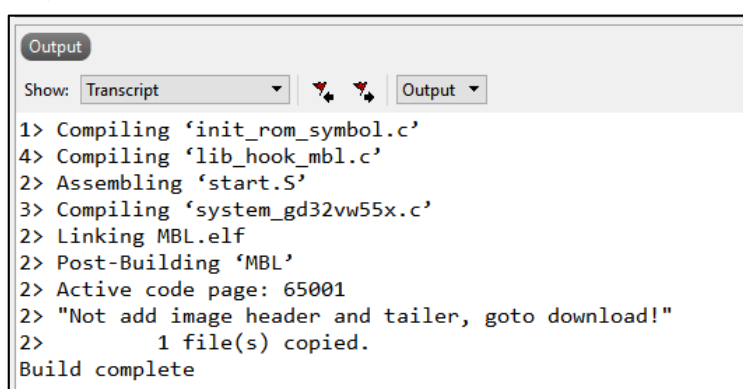 Output
Show: Transcript Output
1> Compiling ‘init_rom_symbol.c’
4> Compiling ‘lib_hook_mbl.c’
2> Assembling ‘start.S’
3> Compiling ‘system_gd32vw55x.c’
2> Linking MBL.elf
2> Post-Building ‘MBL’
2> Active code page: 65001
2> "Not add image header and tailer, goto download!"
2>         1 file(s) copied.
Build complete